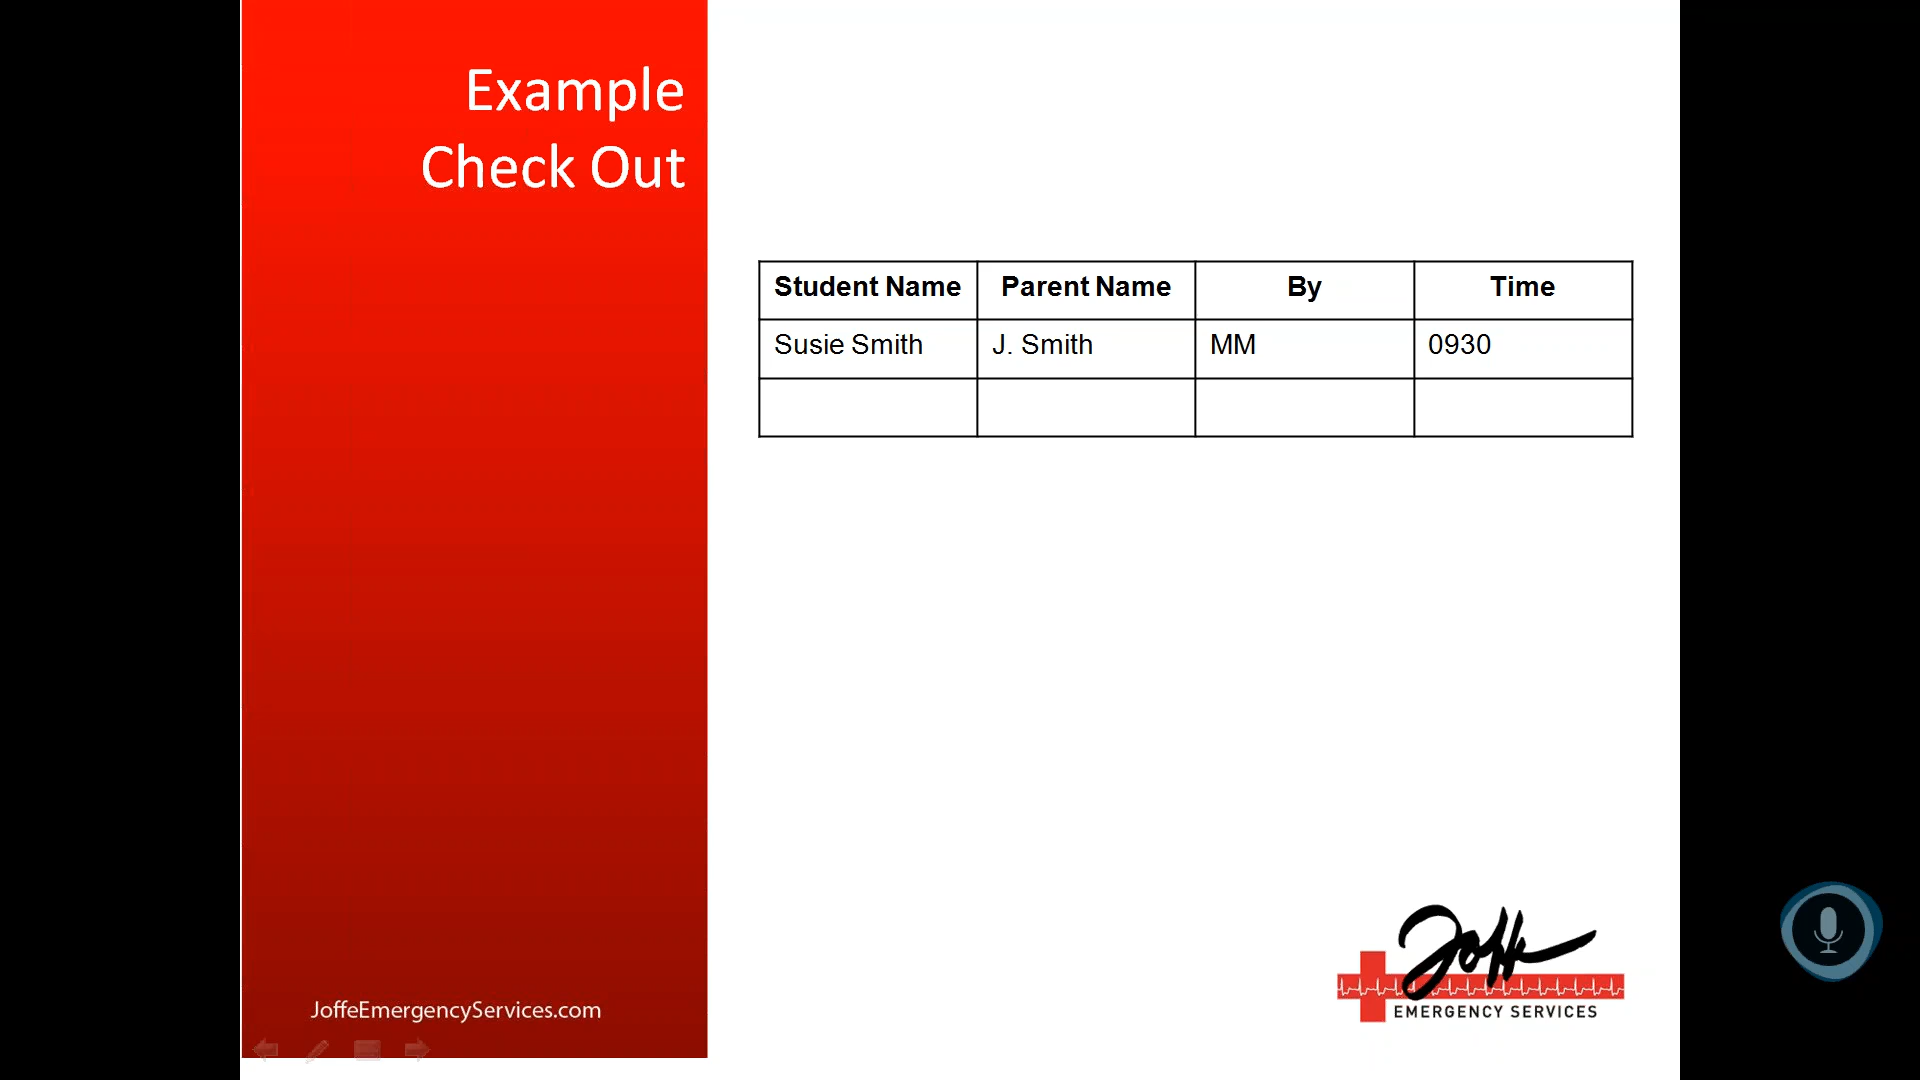 Example
Check Out
Student Name Parent Name By Time
Susie Smith J. Smith MM 0930
JoffeEmergencyServices.com
Joffe
EMERGENCY SERVICES